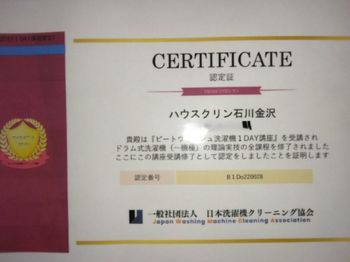 CERTIFICATE
認定証
ハウスクリン石川金沢
貴殿は『ビートウ 洗濯機1DAY講座』を受講され
ドラム式洗濯機(一機種)の理論実技の全課程を修了されました
ここにこの講座受講修了として認定をしましたことを証明します
認定番号 B1Do220028
一般社団法人 日本洗濯機クリーニング協会
Japan Washing Machine Cleaning Association